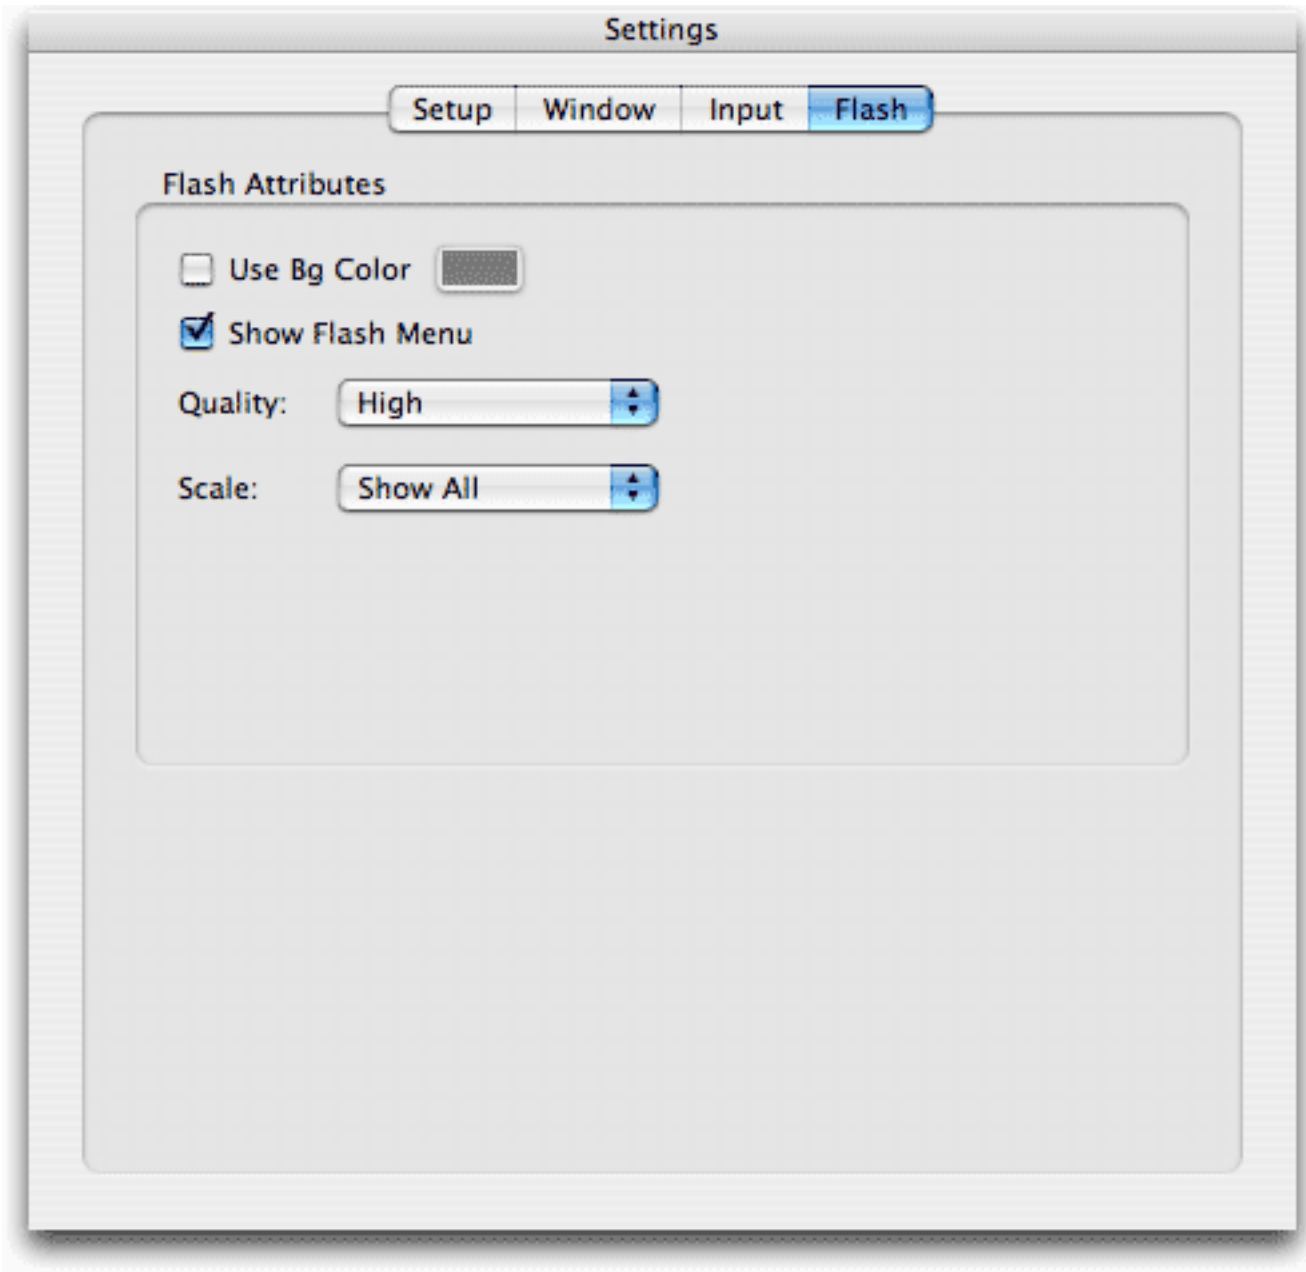 Settings
Setup Window Input Flash
Flash Attributes
Use Bg Color
Show Flash Menu
Quality: High
Scale: Show All